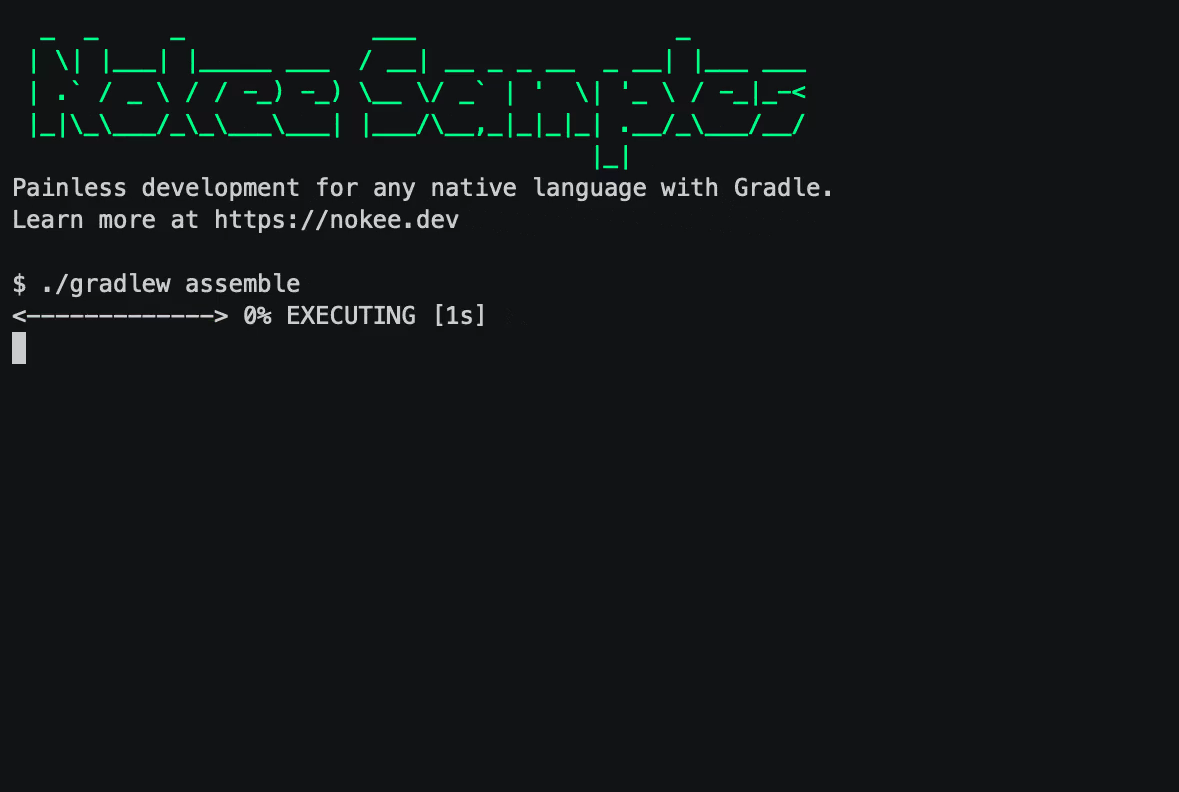 Nokee Samples
Painless development for any native language with Gradle.
Learn more at https://nokee.dev
$ ./gradlew assemble
<-------------> 0% EXECUTING [1s]